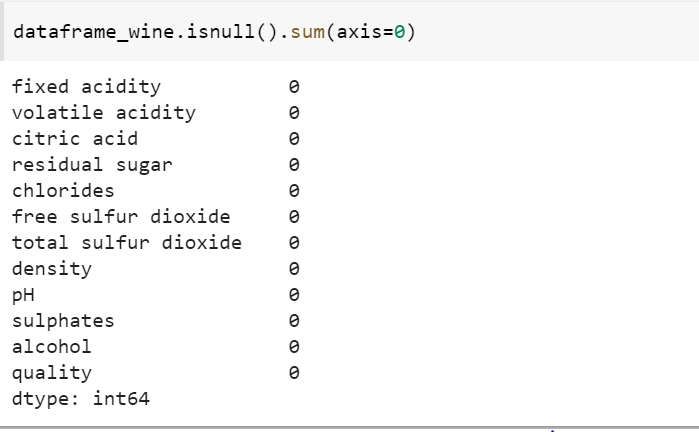 dataframe_wine.isnull().sum(axis=0)
fixed acidity 0
volatile acidity 0
citric acid 0
residual sugar 0
chlorides 0
free sulfur dioxide 0
total sulfur dioxide 0
density 0
pH 0
sulphates 0
alcohol 0
quality 0
dtype: int64